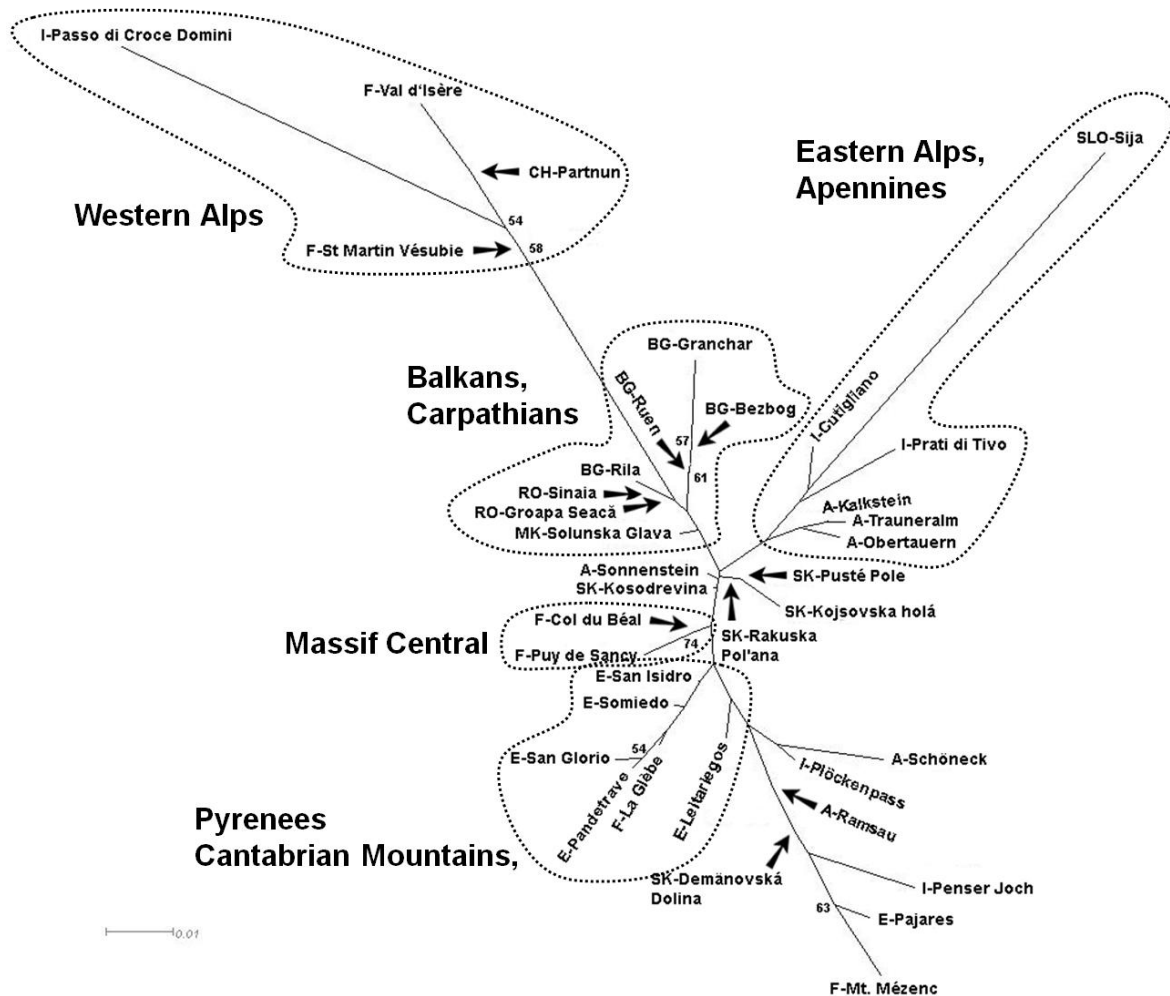 I-Passo di Croce Domini
F-Val d'Isère
SLO-Sija
Eastern Alps,
Apennines
CH-Partnun
Western Alps
54
F-St Martin Vésubie
58
BG-Granchar
Balkans,
Carpathians
BG-Ruen
BG-Bezbog
I-Cutigliano
57
I-Prati di Tivo
BG-Rila
61
RO-Sinaia
RO-Groapa Seacă
A-Kalkstein
A-Trauneralm
MK-Solunska Glava
A-Obertauern
A-Sonnenstein
SK-Pusté Pole
SK-Kosodrevina
SK-Kojsovska holá
F-Col du Béal
Massif Central
SK-Rakuska
Pol'ana
74
F-Puy de Sancy
E-San Isidro
E-Somiedo
54
E-San Glorio
A-Schöneck
I-Plöckenpass
E-Pandetrave
F-La Glèbe
E-Leitariegos
A-Ramsau
Pyrenees
Cantabrian Mountains,
SK-Demänovská
Dolina
I-Penser Joch
63
E-Pajares
0.01
F-Mt. Mézenc